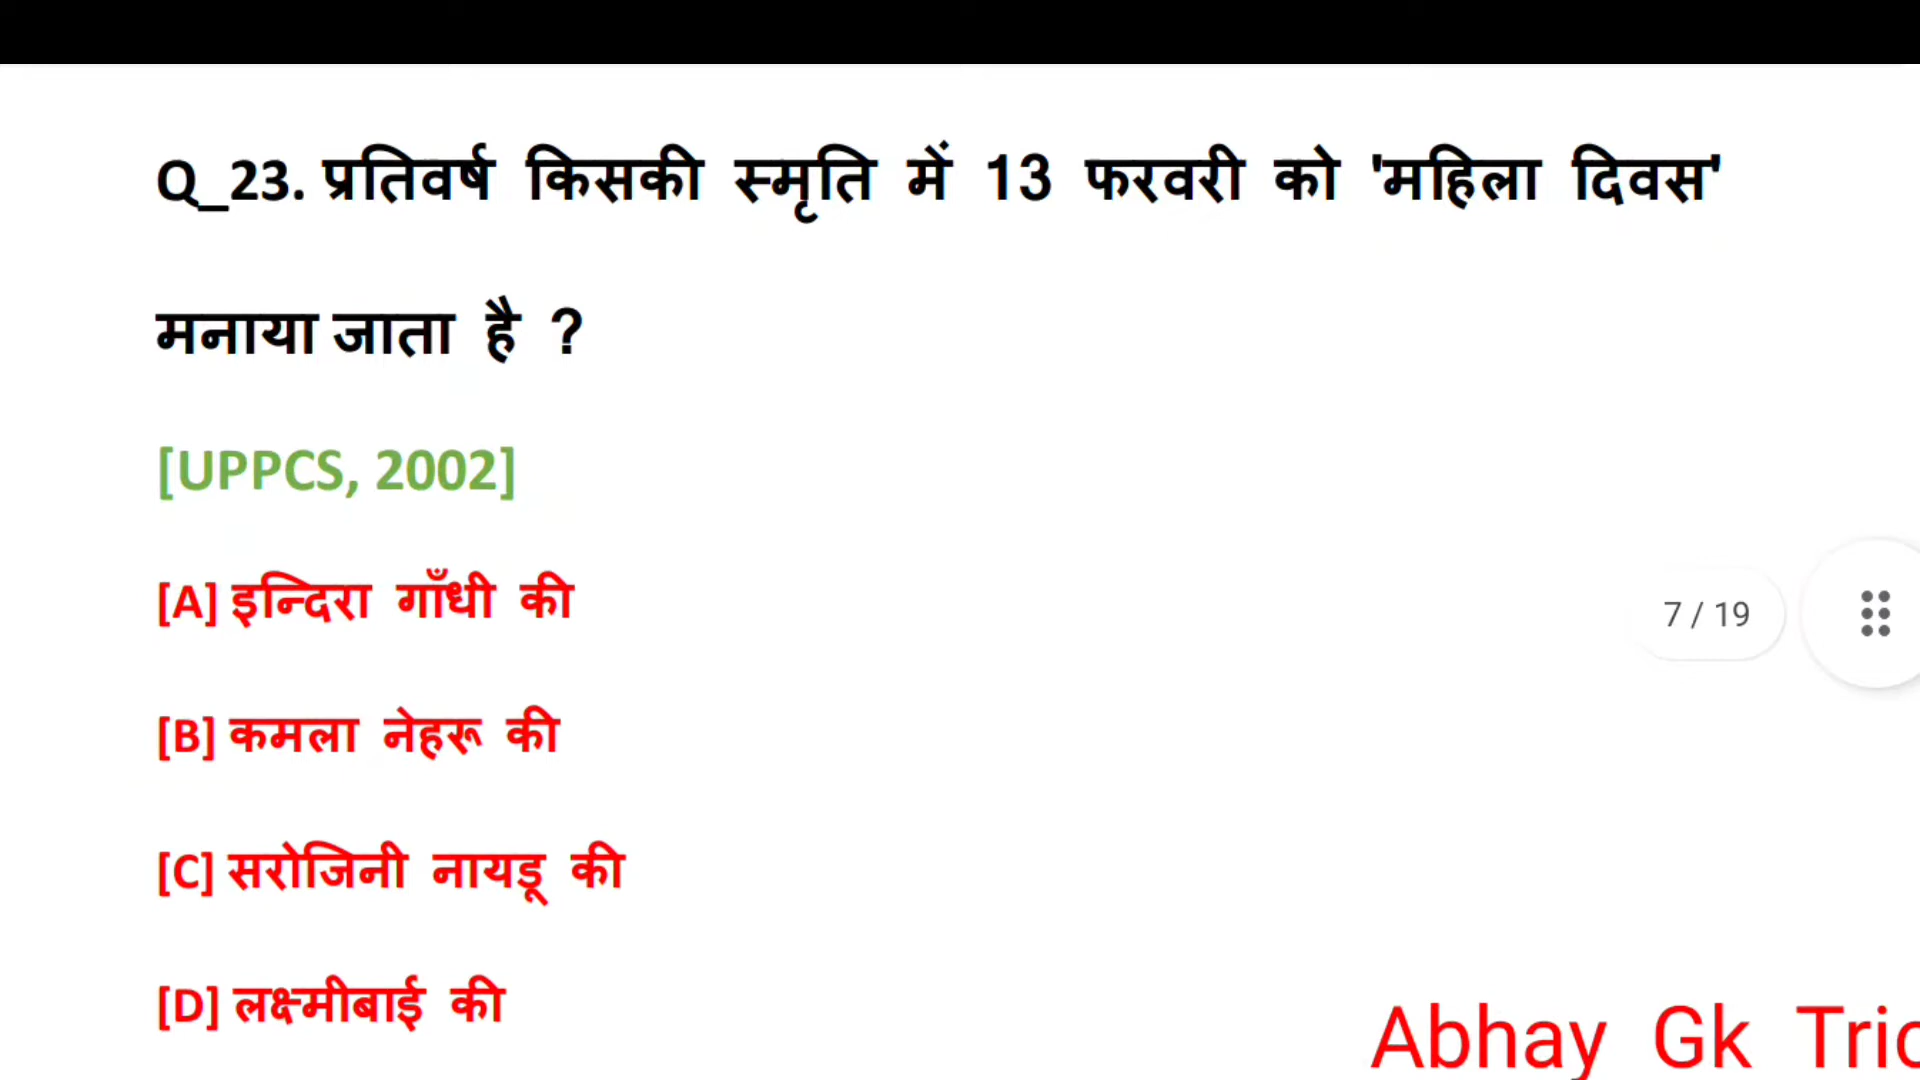 Q_23. प्रतिवर्ष किसकी स्मृति में 13 फरवरी को 'महिला दिवस'
मनाया जाता है ?
[UPPCS, 2002]
[A] इन्दिरा गाँधी की
7 / 19
[B] कमला नेहरू की
[C] सरोजिनी नायडू की
[D] लक्ष्मीबाई की
Abhay Gk Tric